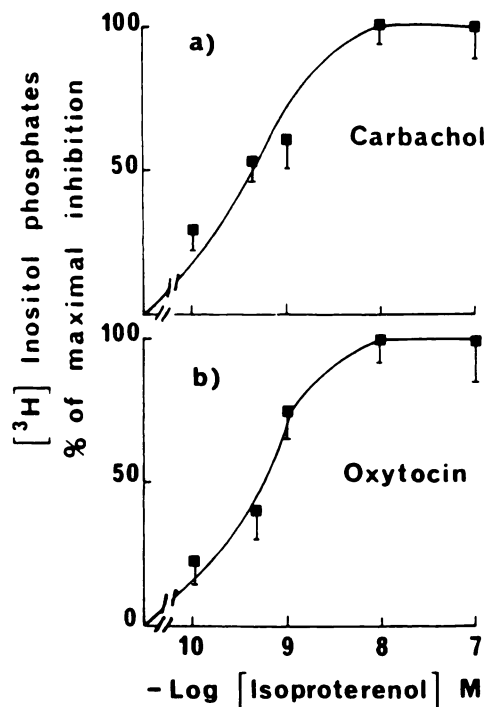 [³H] Inositol phosphates
% of maximal inhibition
100
a)
Carbachol
50
100
b)
50
Oxytocin
0
10 9 8 7
-Log [Isoproterenol] M